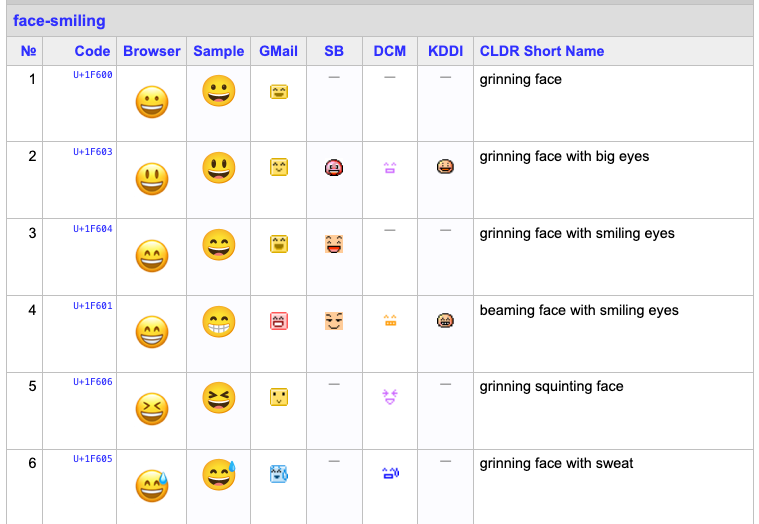 face-smiling
№ Code Browser Sample GMail SB DCM KDDI CLDR Short Name
1 U+1F600 — — — grinning face
2 U+1F603 grinning face with big eyes
3 U+1F604 — — grinning face with smiling eyes
4 U+1F601 beaming face with smiling eyes
5 U+1F606 — — grinning squinting face
6 U+1F605 — — grinning face with sweat